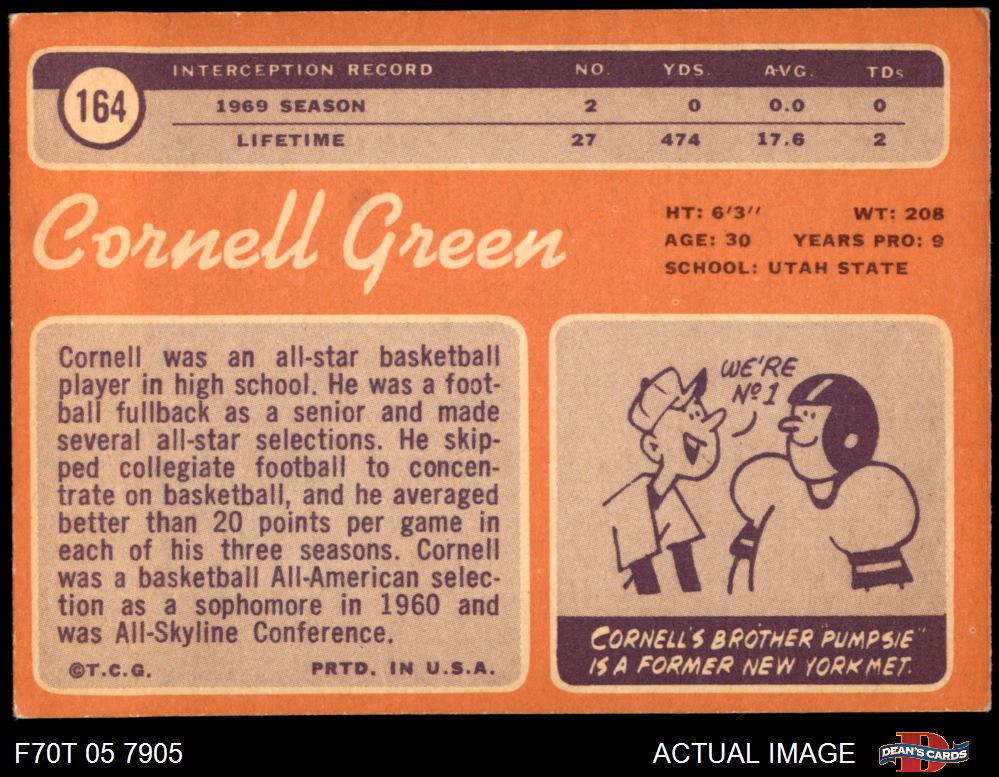 164
INTERCEPTION RECORD NO. YDS. AVG. TDs
1969 SEASON 2 0 0.0 0
LIFETIME 27 474 17.6 2
Cornell Green
HT: 6'3'' WT: 208
AGE: 30 YEARS PRO: 9
SCHOOL: UTAH STATE
Cornell was an all-star basketball
player in high school. He was a foot-
ball fullback as a senior and made
several all-star selections. He skip-
ped collegiate football to concen-
trate on basketball, and he averaged
better than 20 points per game in
each of his three seasons. Cornell
was a basketball All-American selec-
tion as a sophomore in 1960 and
was All-Skyline Conference.
©T.C.G. PRTD. IN U.S.A.
WE'RE
Nº1
CORNELL'S BROTHER "PUMPSIE"
IS A FORMER NEW YORK MET.
F70T 05 7905
ACTUAL IMAGE
D
DEAN'S CARDS